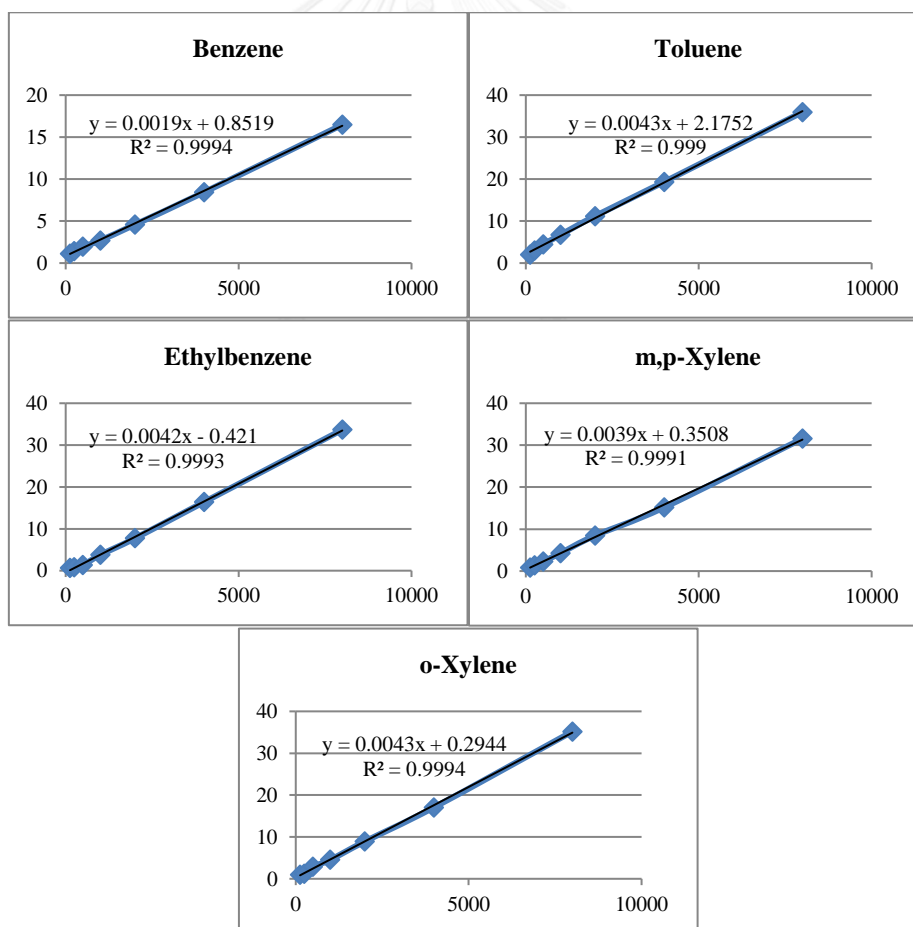 Benzene
20
15
10
5
0
y = 0.0019x + 0.8519
R² = 0.9994
0 5000 10000
Toluene
40
30
20
10
0
y = 0.0043x + 2.1752
R² = 0.999
0 5000 10000
Ethylbenzene
40
30
20
10
0
y = 0.0042x - 0.421
R² = 0.9993
0 5000 10000
m,p-Xylene
40
30
20
10
0
y = 0.0039x + 0.3508
R² = 0.9991
0 5000 10000
o-Xylene
40
30
20
10
0
y = 0.0043x + 0.2944
R² = 0.9994
0 5000 10000